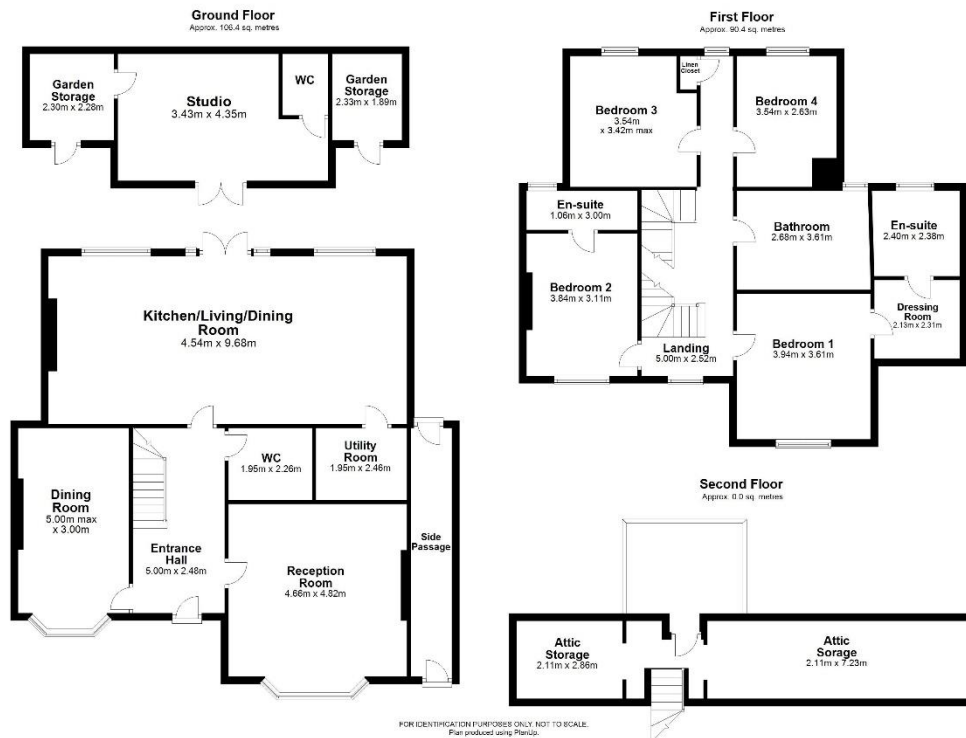 Ground Floor
Approx. 106.4 sq. metres
Garden
Storage
2.30m x 2.28m
Studio
3.43m x 4.35m
WC
Garden
Storage
2.33m x 1.89m
Kitchen/Living/Dining
Room
4.54m x 9.68m
Dining
Room
5.00m max
x 3.00m
Entrance
Hall
5.00m x 2.48m
WC
1.95m x 2.26m
Utility
Room
1.95m x 2.46m
Reception
Room
4.66m x 4.82m
Side
Passage
First Floor
Approx. 90.4 sq. metres
Bedroom 3
3.54m
x 3.42m max
Linen
Closet
Bedroom 4
3.54m x 2.63m
En-suite
1.06m x 3.00m
Bathroom
2.68m x 3.61m
En-suite
2.40m x 2.38m
Bedroom 2
3.84m x 3.11m
Landing
5.00m x 2.52m
Bedroom 1
3.94m x 3.61m
Dressing
Room
2.13m x 2.31m
Second Floor
Approx. 0.0 sq. metres
Attic
Storage
2.11m x 2.86m
Attic
Sorage
2.11m x 7.23m
FOR IDENTIFICATION PURPOSES ONLY. NOT TO SCALE.
Plan produced using PlanUp.